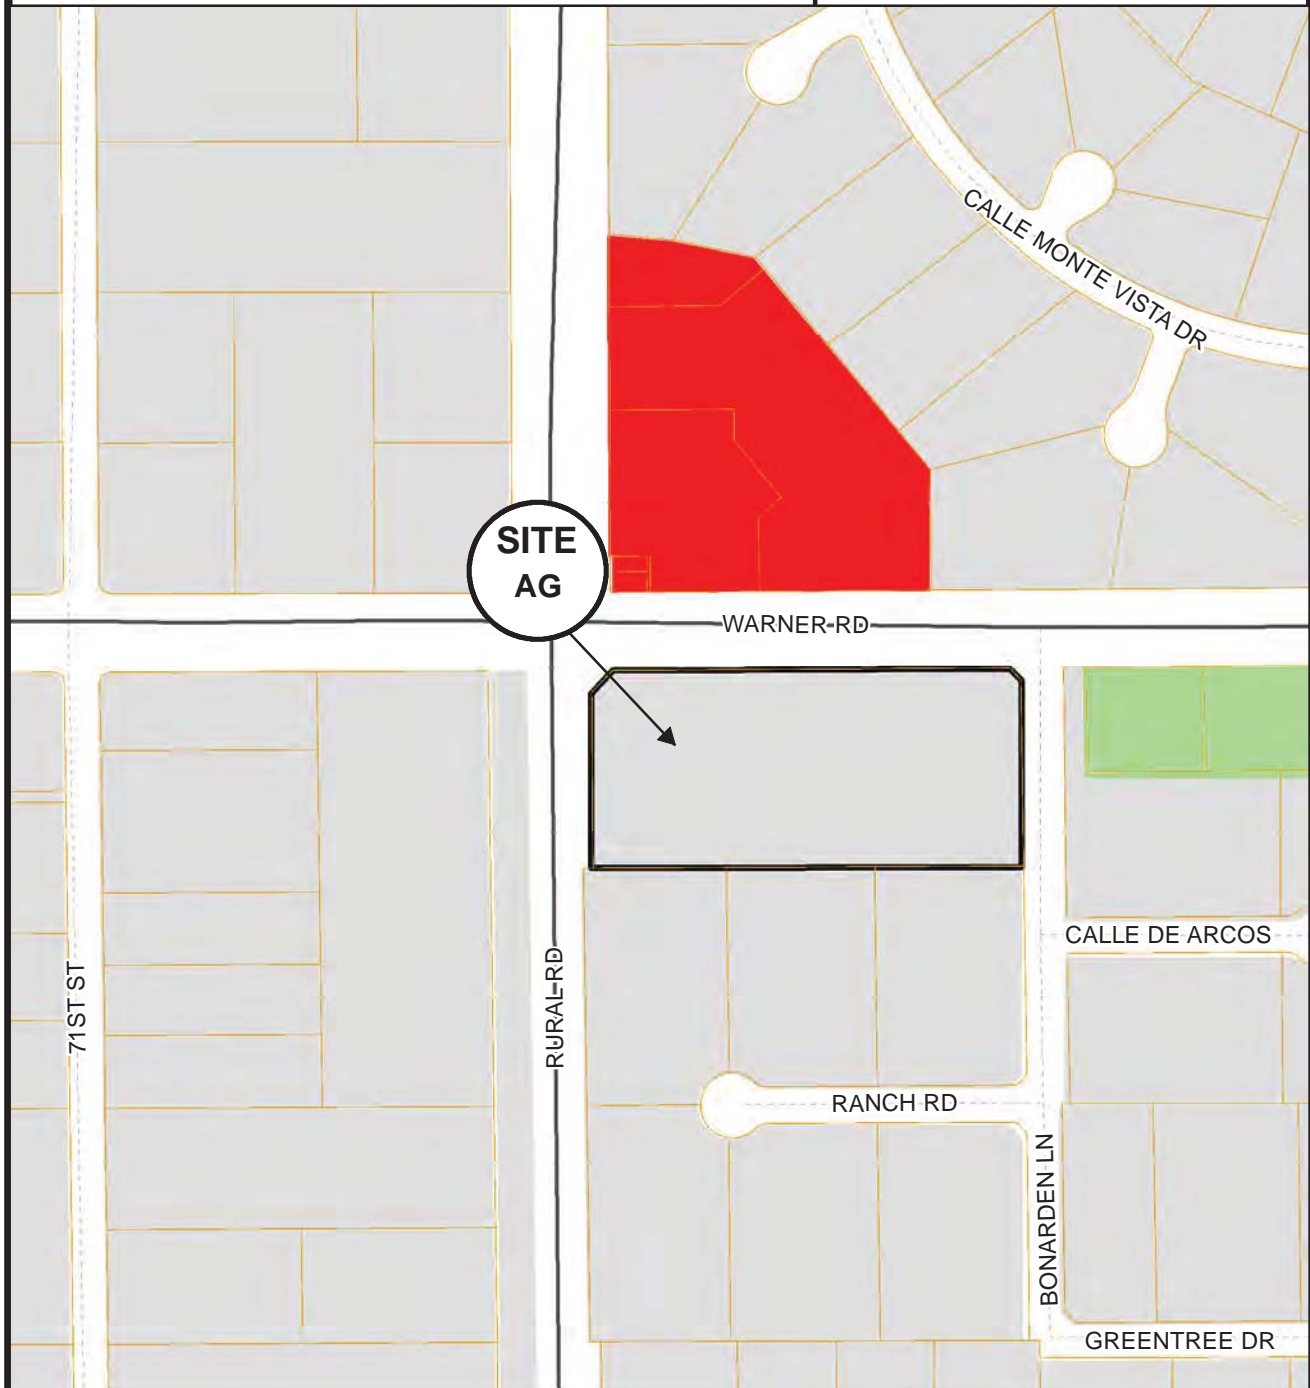 CALLE MONTE VISTA DR
SITE
AG
WARNER RD
CALLE DE ARCOS
71ST ST
RURAL RD
RANCH RD
BONARDEN LN
GREENTREE DR